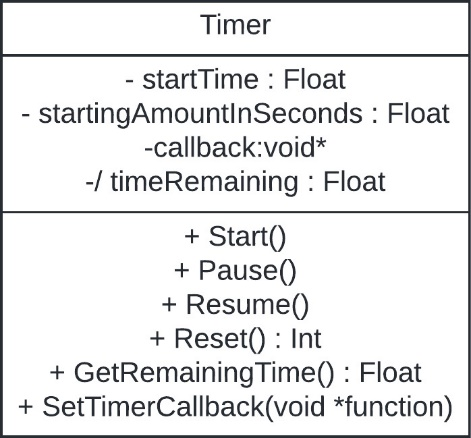 Timer
- startTime : Float
- startingAmountInSeconds : Float
-callback:void*
-/ timeRemaining : Float
+ Start()
+ Pause()
+ Resume()
+ Reset() : Int
+ GetRemainingTime() : Float
+ SetTimerCallback(void *function)